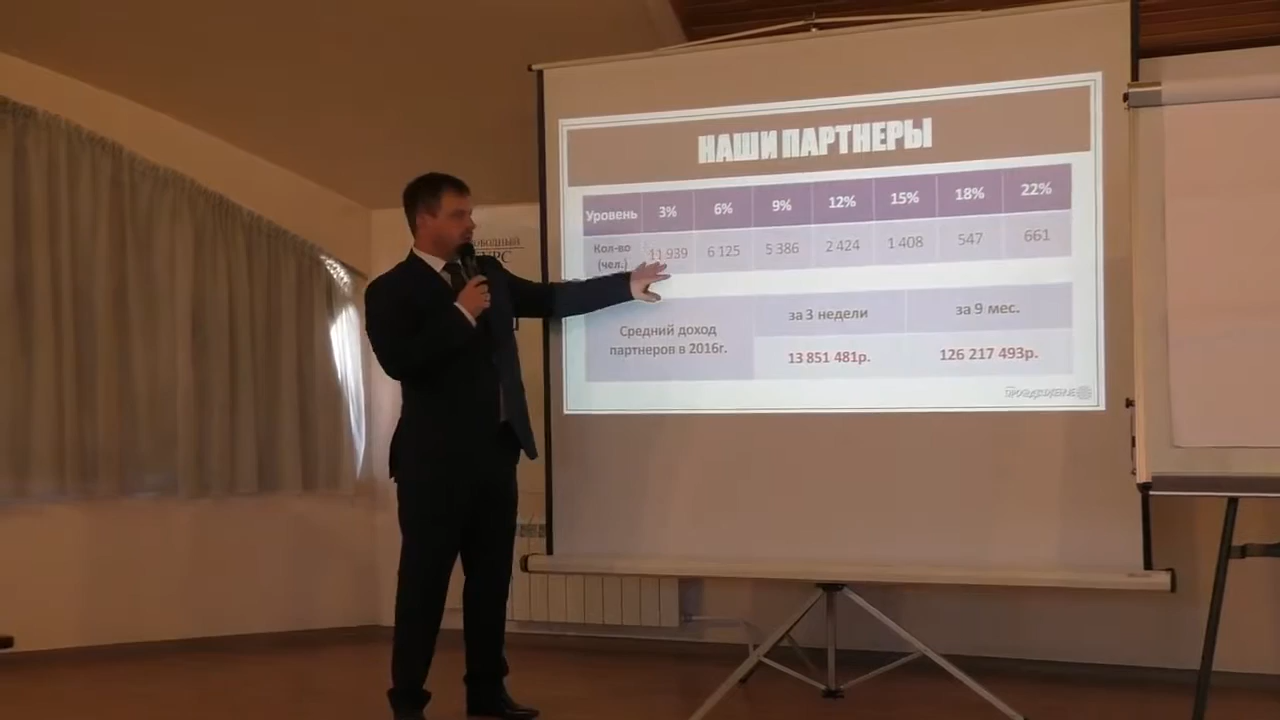 НАШИ ПАРТНЕРЫ
Уровень 3% 6% 9% 12% 15% 18% 22%
Кол-во (чел.) 11 939 6 125 5 386 2 424 1 408 547 661
Средний доход партнеров в 2016г.
за 3 недели за 9 мес.
13 851 481р. 126 217 493р.